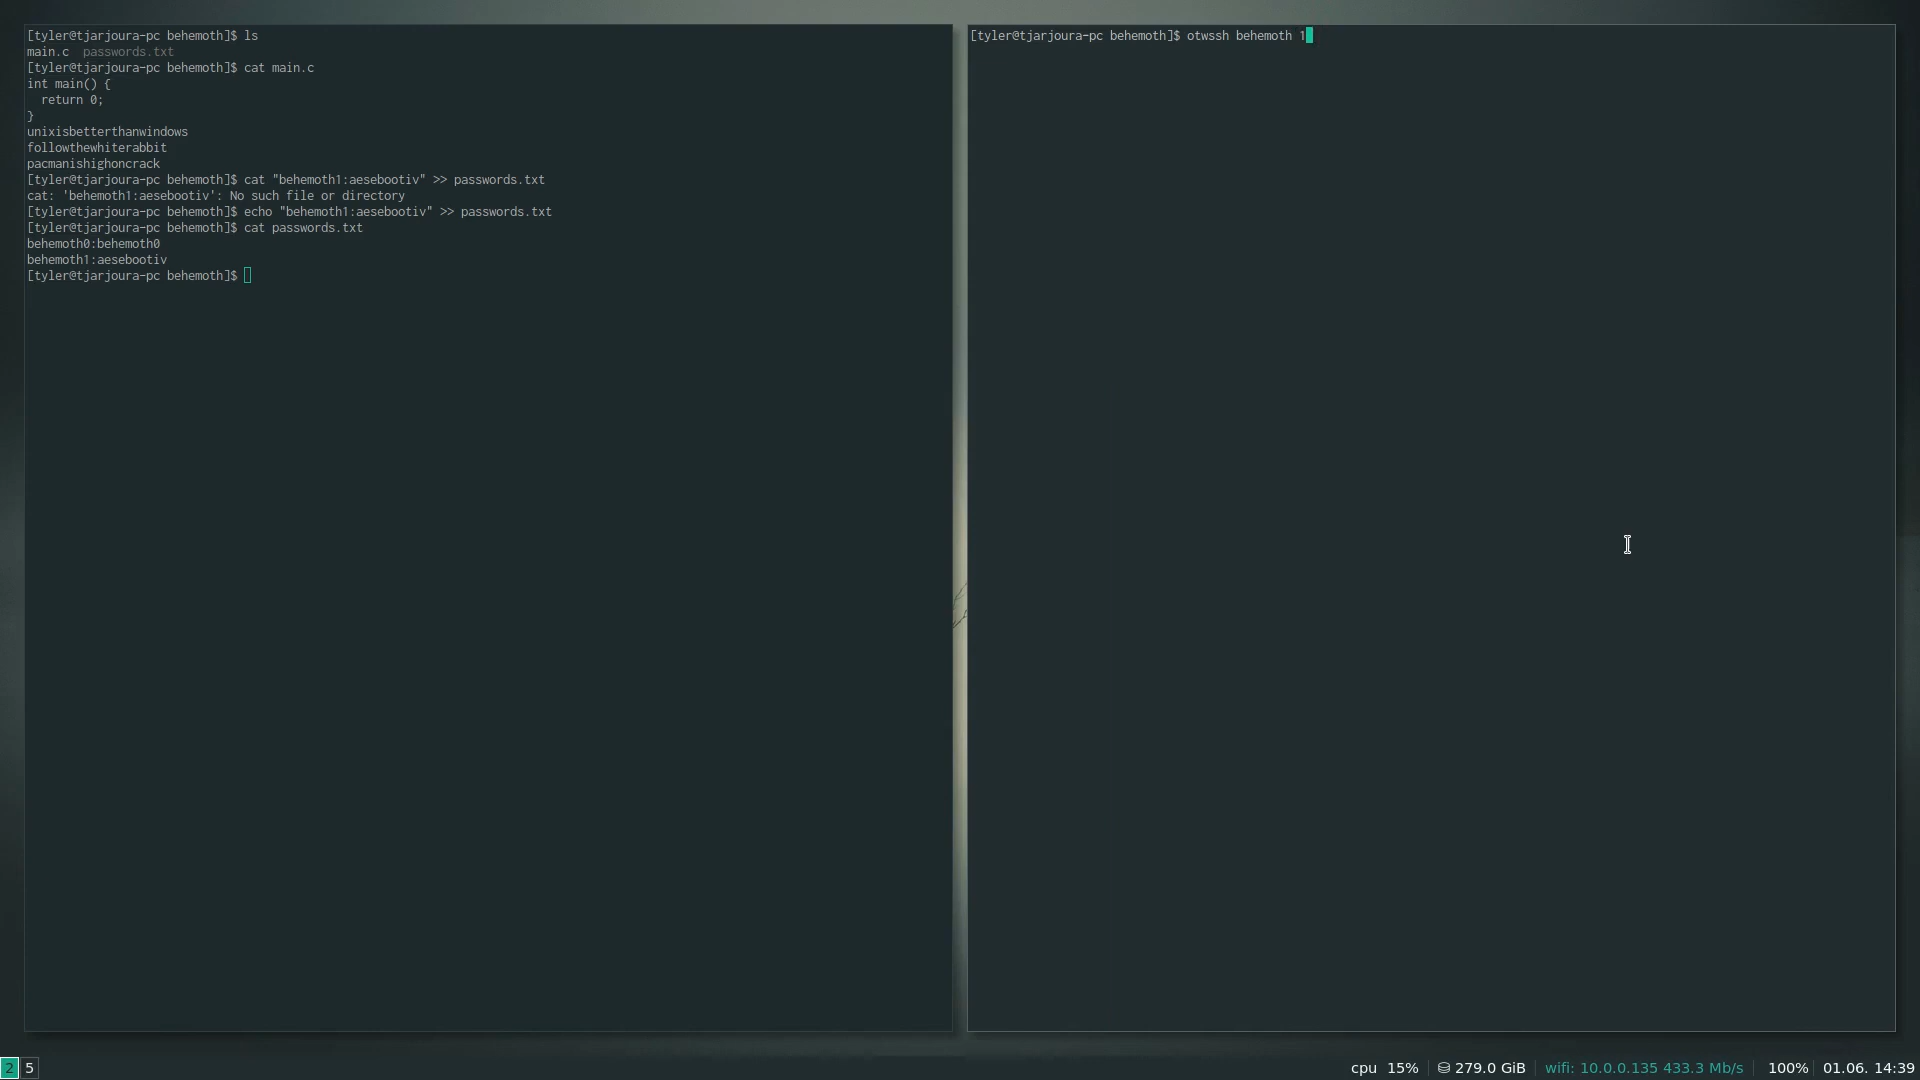 [tyler@tjarjoura-pc behemoth]$ ls
main.c  passwords.txt
[tyler@tjarjoura-pc behemoth]$ cat main.c
int main() {
  return 0;
}
unixisbetterthanwindows
followthewhiterabbit
pacmanishighoncrack
[tyler@tjarjoura-pc behemoth]$ cat "behemoth1:aesebootiv" >> passwords.txt
cat: 'behemoth1:aesebootiv': No such file or directory
[tyler@tjarjoura-pc behemoth]$ echo "behemoth1:aesebootiv" >> passwords.txt
[tyler@tjarjoura-pc behemoth]$ cat passwords.txt
behemoth0:behemoth0
behemoth1:aesebootiv
[tyler@tjarjoura-pc behemoth]$
[tyler@tjarjoura-pc behemoth]$ otwssh behemoth 1
2 5
cpu 15% 279.0 GiB wifi: 10.0.0.135 433.3 Mb/s 100% 01.06. 14:39